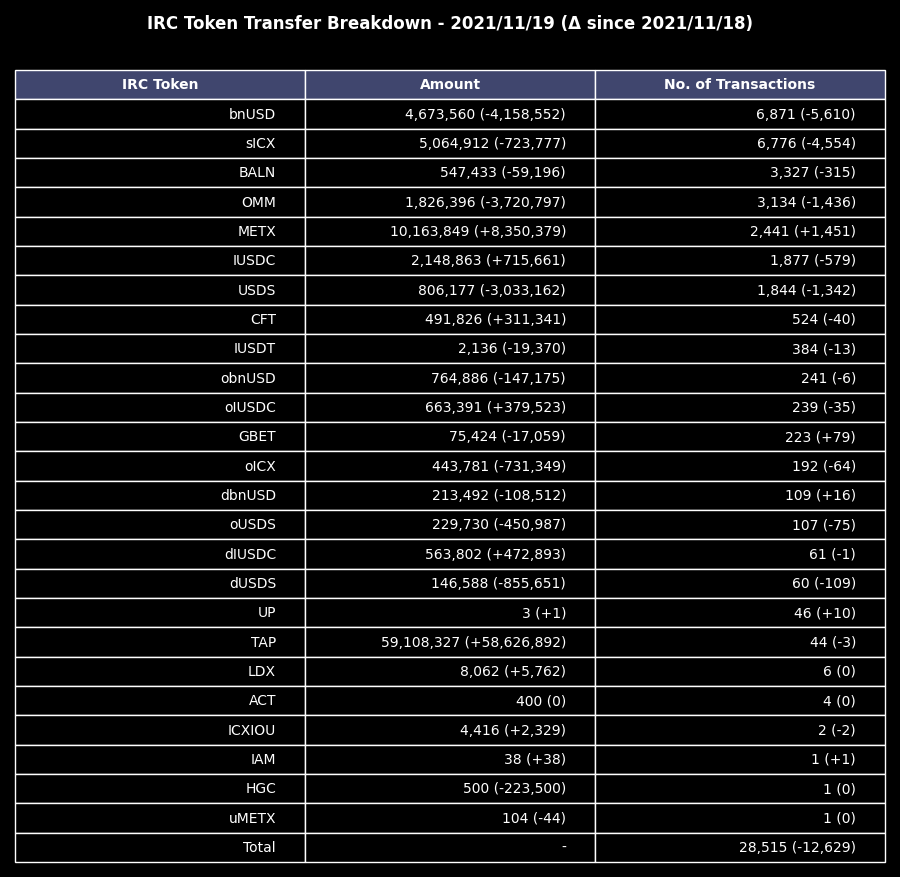 IRC Token Transfer Breakdown - 2021/11/19 (Δ since 2021/11/18)
IRC Token Amount No. of Transactions
bnUSD 4,673,560 (-4,158,552) 6,871 (-5,610)
sICX 5,064,912 (-723,777) 6,776 (-4,554)
BALN 547,433 (-59,196) 3,327 (-315)
OMM 1,826,396 (-3,720,797) 3,134 (-1,436)
METX 10,163,849 (+8,350,379) 2,441 (+1,451)
IUSDC 2,148,863 (+715,661) 1,877 (-579)
USDS 806,177 (-3,033,162) 1,844 (-1,342)
CFT 491,826 (+311,341) 524 (-40)
IUSDT 2,136 (-19,370) 384 (-13)
obnUSD 764,886 (-147,175) 241 (-6)
oIUSDC 663,391 (+379,523) 239 (-35)
GBET 75,424 (-17,059) 223 (+79)
oICX 443,781 (-731,349) 192 (-64)
dbnUSD 213,492 (-108,512) 109 (+16)
oUSDS 229,730 (-450,987) 107 (-75)
dIUSDC 563,802 (+472,893) 61 (-1)
dUSDS 146,588 (-855,651) 60 (-109)
UP 3 (+1) 46 (+10)
TAP 59,108,327 (+58,626,892) 44 (-3)
LDX 8,062 (+5,762) 6 (0)
ACT 400 (0) 4 (0)
ICXIOU 4,416 (+2,329) 2 (-2)
IAM 38 (+38) 1 (+1)
HGC 500 (-223,500) 1 (0)
uMETX 104 (-44) 1 (0)
Total - 28,515 (-12,629)